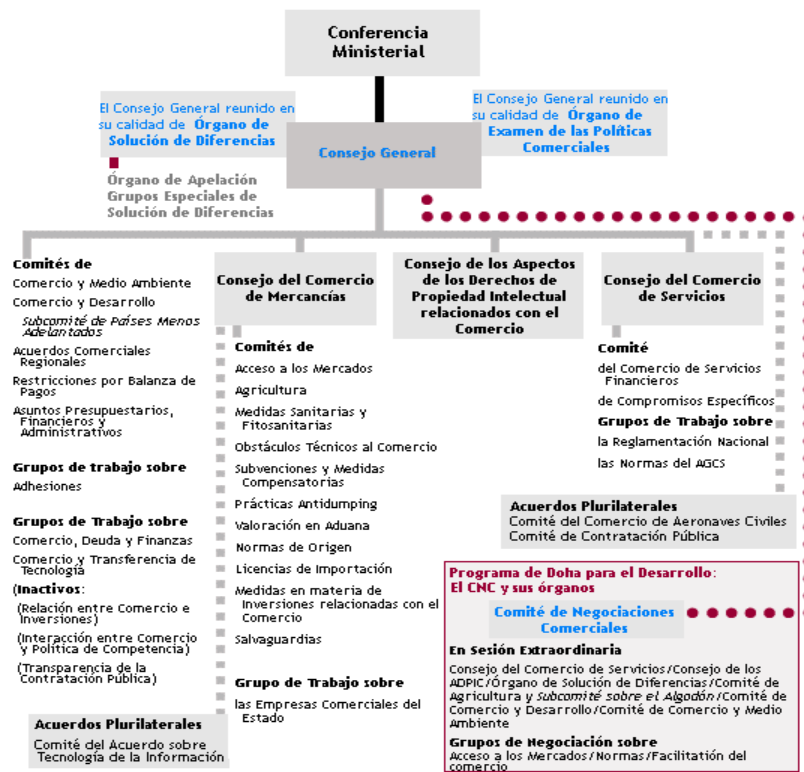 Conferencia
Ministerial
El Consejo General reunido en
su calidad de Órgano de
Solución de Diferencias
El Consejo General reunido en
su calidad de Órgano de
Examen de las Políticas
Comerciales
Consejo General
Órgano de Apelación
Grupos Especiales de
Solución de Diferencias
Comités de
Comercio y Medio Ambiente
Comercio y Desarrollo
Subcomité de Países Menos
Adelantados
Acuerdos Comerciales
Regionales
Restricciones por Balanza de
Pagos
Asuntos Presupuestarios,
Financieros y
Administrativos
Grupos de trabajo sobre
Adhesiones
Grupos de Trabajo sobre
Comercio, Deuda y Finanzas
Comercio y Transferencia de
Tecnología
(Inactivos:
(Relación entre Comercio e
Inversiones)
(Interacción entre Comercio
y Política de Competencia)
(Transparencia de la
Contratación Pública)
Acuerdos Plurilaterales
Comité del Acuerdo sobre
Tecnología de la Información
Consejo del Comercio
de Mercancías
Comités de
Acceso a los Mercados
Agricultura
Medidas Sanitarias y
Fitosanitarias
Obstáculos Técnicos al Comercio
Subvenciones y Medidas
Compensatorias
Prácticas Antidumping
Valoración en Aduana
Normas de Origen
Licencias de Importación
Medidas en materia de
Inversiones relacionadas con el
Comercio
Salvaguardias
Grupo de Trabajo sobre
las Empresas Comerciales del
Estado
Consejo de los Aspectos
de los Derechos de
Propiedad Intelectual
relacionados con el
Comercio
Consejo del Comercio
de Servicios
Comité
del Comercio de Servicios
Financieros
de Compromisos Específicos
Grupos de Trabajo sobre
la Reglamentación Nacional
las Normas del AGCS
Acuerdos Plurilaterales
Comité del Comercio de Aeronaves Civiles
Comité de Contratación Pública
Programa de Doha para el Desarrollo:
El CNC y sus órganos
Comité de Negociaciones
Comerciales
En Sesión Extraordinaria
Consejo del Comercio de Servicios/Consejo de los
ADPIC/Órgano de Solución de Diferencias/Comité de
Agricultura y Subcomité sobre el Algodón/Comité de
Comercio y Desarrollo/Comité de Comercio y Medio
Ambiente
Grupos de Negociación sobre
Acceso a los Mercados/Normas/Facilitatión del
comercio